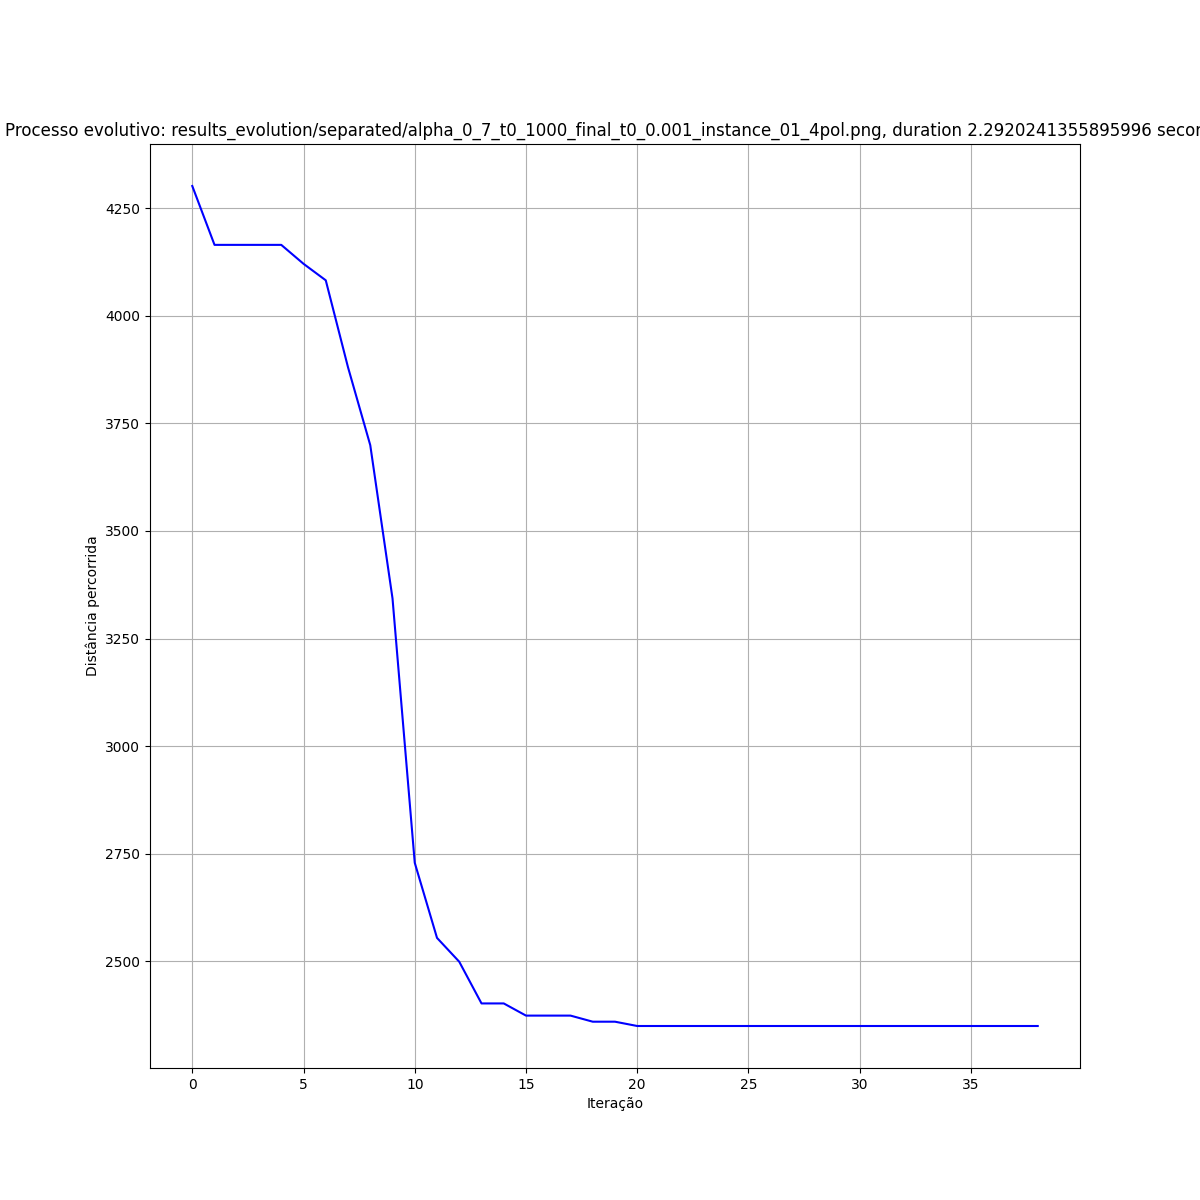 Processo evolutivo: results_evolution/separated/alpha_0_7_t0_1000_final_t0_0.001_instance_01_4pol.png, duration 2.2920241355895996 secor
4250
4000
3750
3500
3250
3000
2750
2500
Distância percorrida
0 5 10 15 20 25 30 35
Iteração